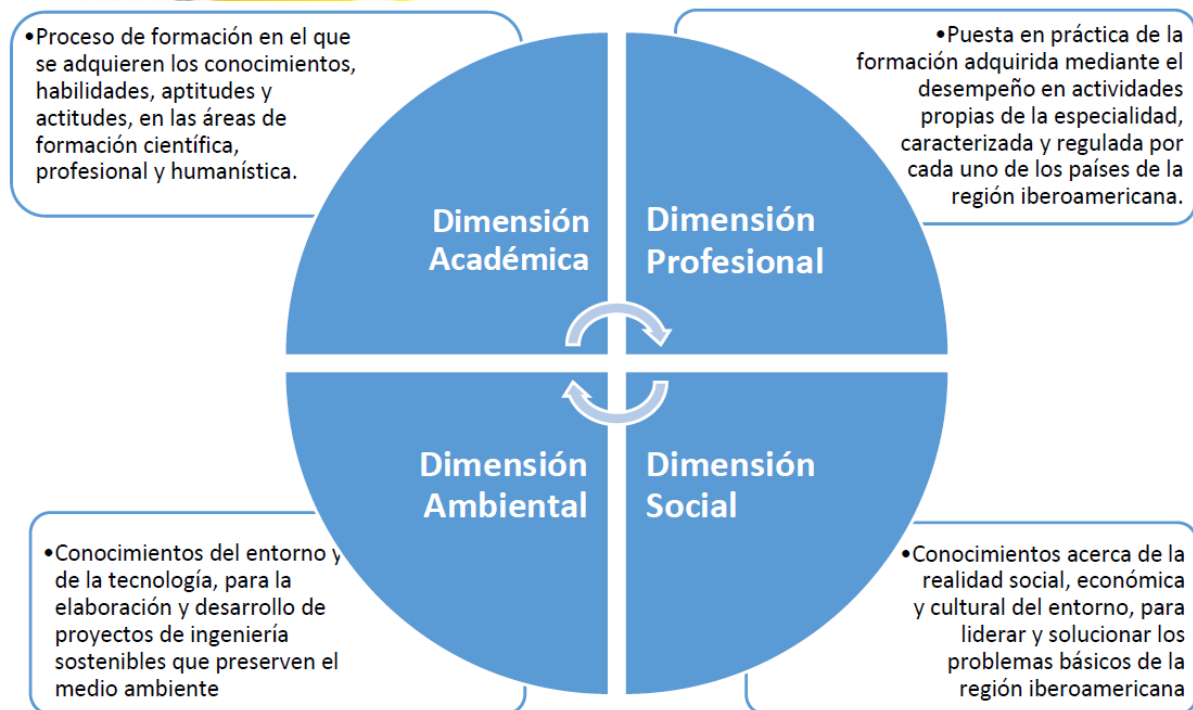 •Proceso de formación en el que
se adquieren los conocimientos,
habilidades, aptitudes y
actitudes, en las áreas de
formación científica,
profesional y humanística.
•Puesta en práctica de la
formación adquirida mediante el
desempeño en actividades
propias de la especialidad,
caracterizada y regulada por
cada uno de los países de la
región iberoamericana.
Dimensión
Académica
Dimensión
Profesional
Dimensión
Ambiental
Dimensión
Social
•Conocimientos del entorno y
de la tecnología, para la
elaboración y desarrollo de
proyectos de ingeniería
sostenibles que preserven el
medio ambiente
•Conocimientos acerca de la
realidad social, económica
y cultural del entorno, para
liderar y solucionar los
problemas básicos de la
región iberoamericana